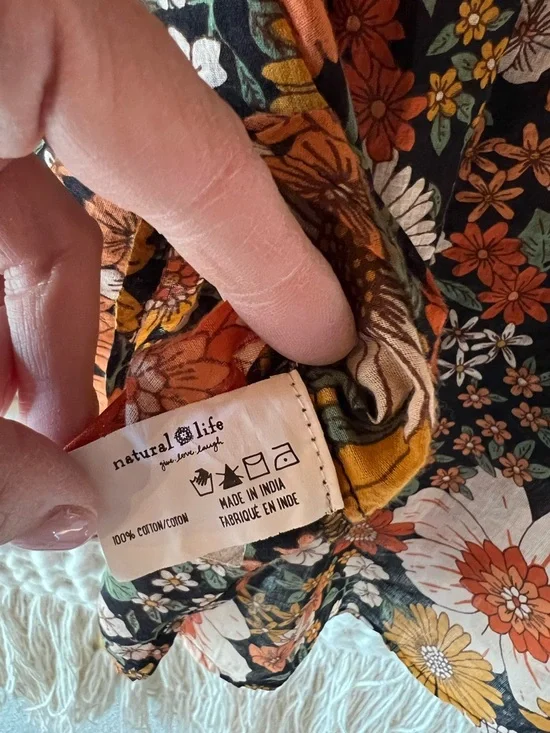 natural life
give. love. laugh.
MADE IN INDIA
100% COTTON/COTON
FABRIQUÉ EN INDE